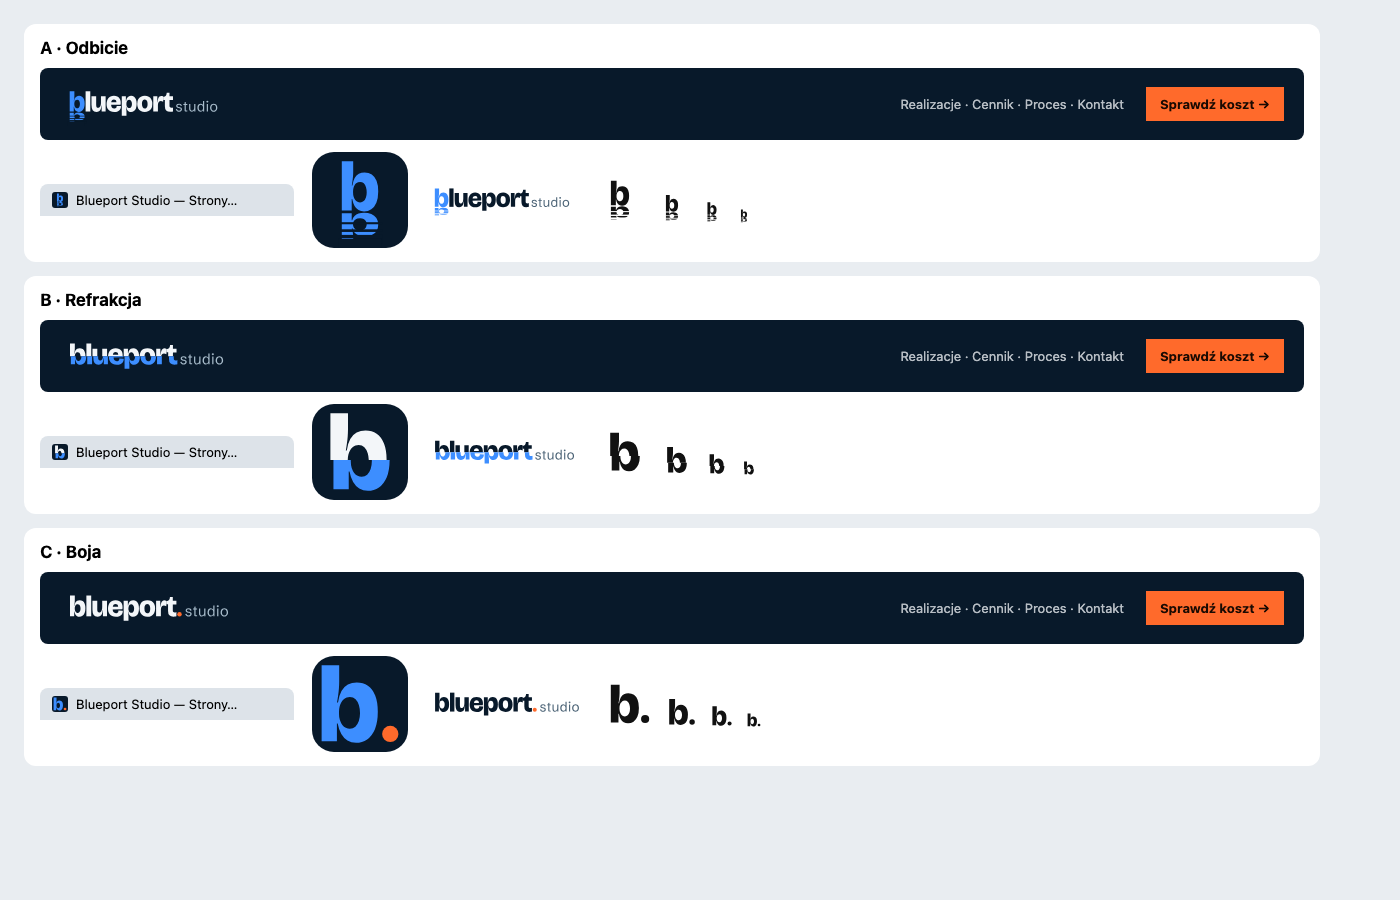 A · Odbicie
blueport studio
Realizacje · Cennik · Proces · Kontakt
Sprawdź koszt →
b
Blueport Studio — Strony...
b
blueport studio
b b b b
B · Refrakcja
blueport studio
Realizacje · Cennik · Proces · Kontakt
Sprawdź koszt →
b
Blueport Studio — Strony...
b
blueport studio
b b b b
C · Boja
blueport. studio
Realizacje · Cennik · Proces · Kontakt
Sprawdź koszt →
b.
Blueport Studio — Strony...
b.
blueport. studio
b. b. b. b.